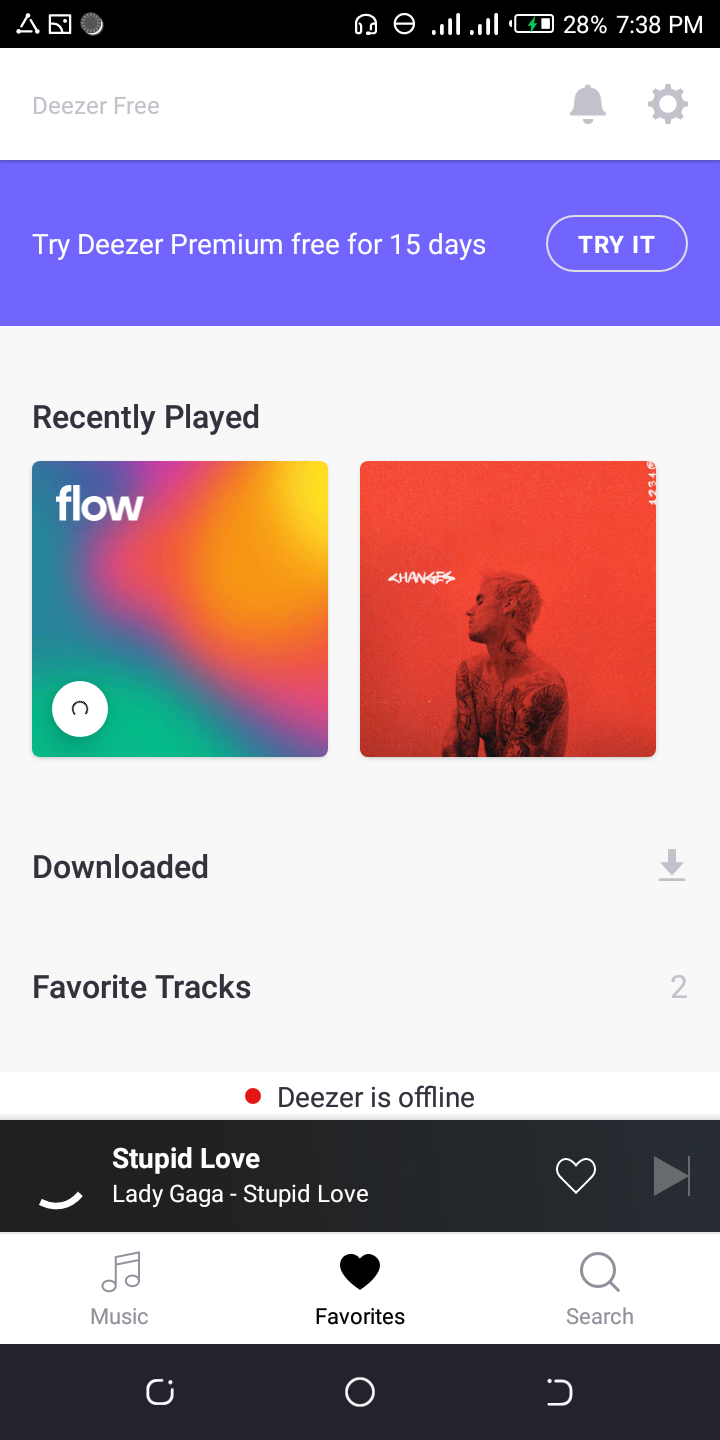 28% 7:38 PM
Deezer Free
Try Deezer Premium free for 15 days
TRY IT
Recently Played
flow
CHANGES
Downloaded
Favorite Tracks
2
Deezer is offline
Stupid Love
Lady Gaga - Stupid Love
Music
Favorites
Search